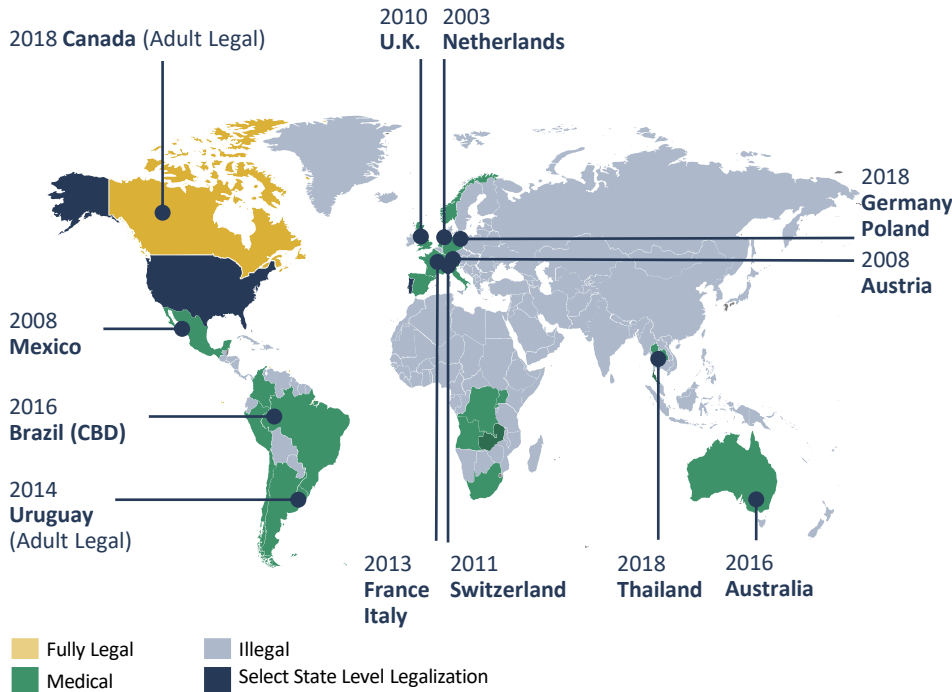 2010
U.K.
2003
Netherlands
2018 Canada (Adult Legal)
2018
Germany
Poland
2008
Austria
2008
Mexico
2016
Brazil (CBD)
2014
Uruguay
(Adult Legal)
2013
France
Italy
2011
Switzerland
2018
Thailand
2016
Australia
Fully Legal
Illegal
Medical
Select State Level Legalization